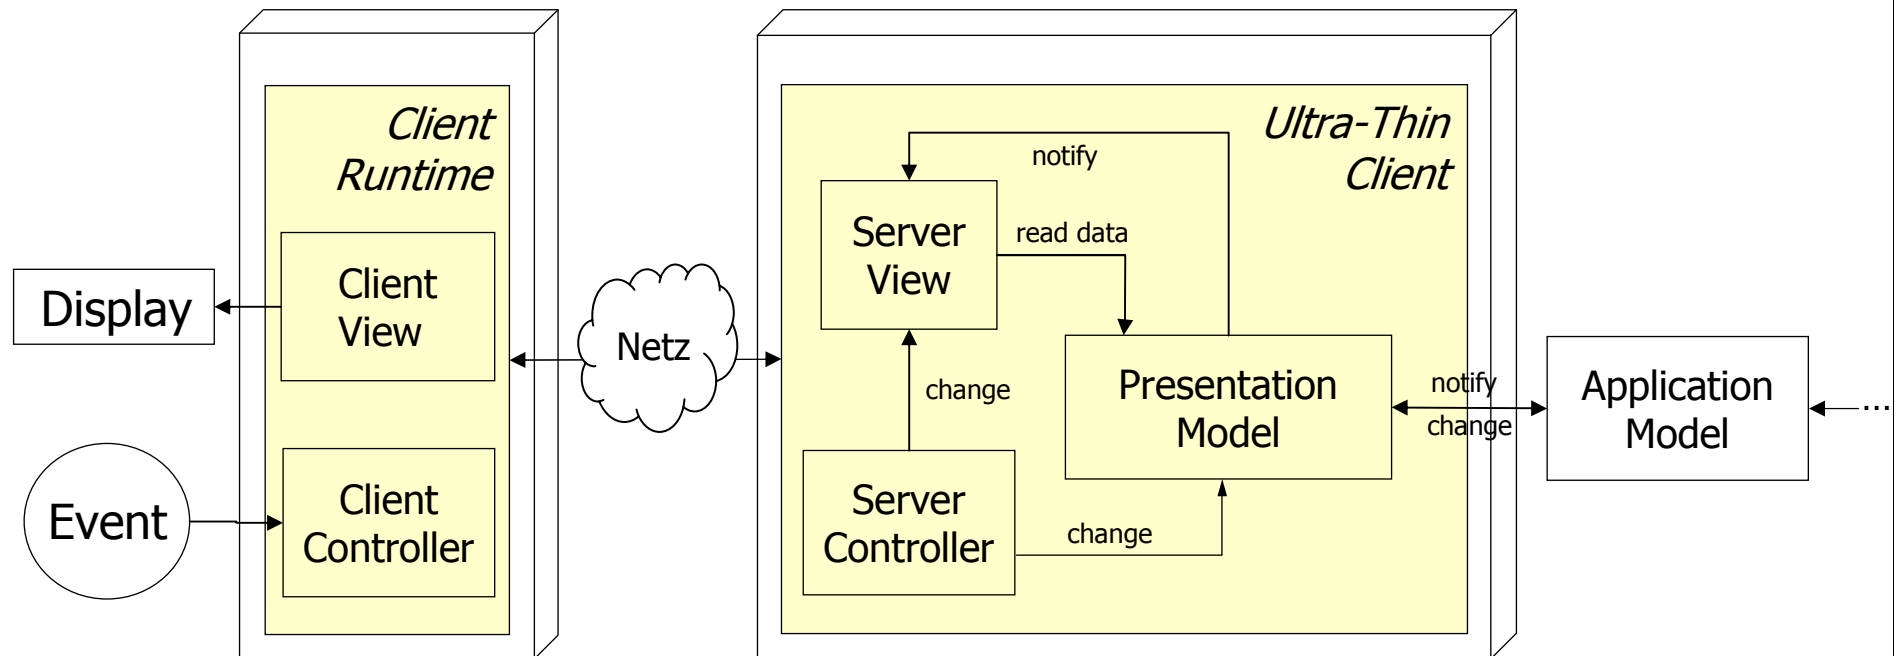 Client
Runtime
Ultra-Thin
Client
notify
Server
View
read data
Display
Client
View
Netz
change
Presentation
Model
notify
change
Application
Model
...
Event
Client
Controller
Server
Controller
change